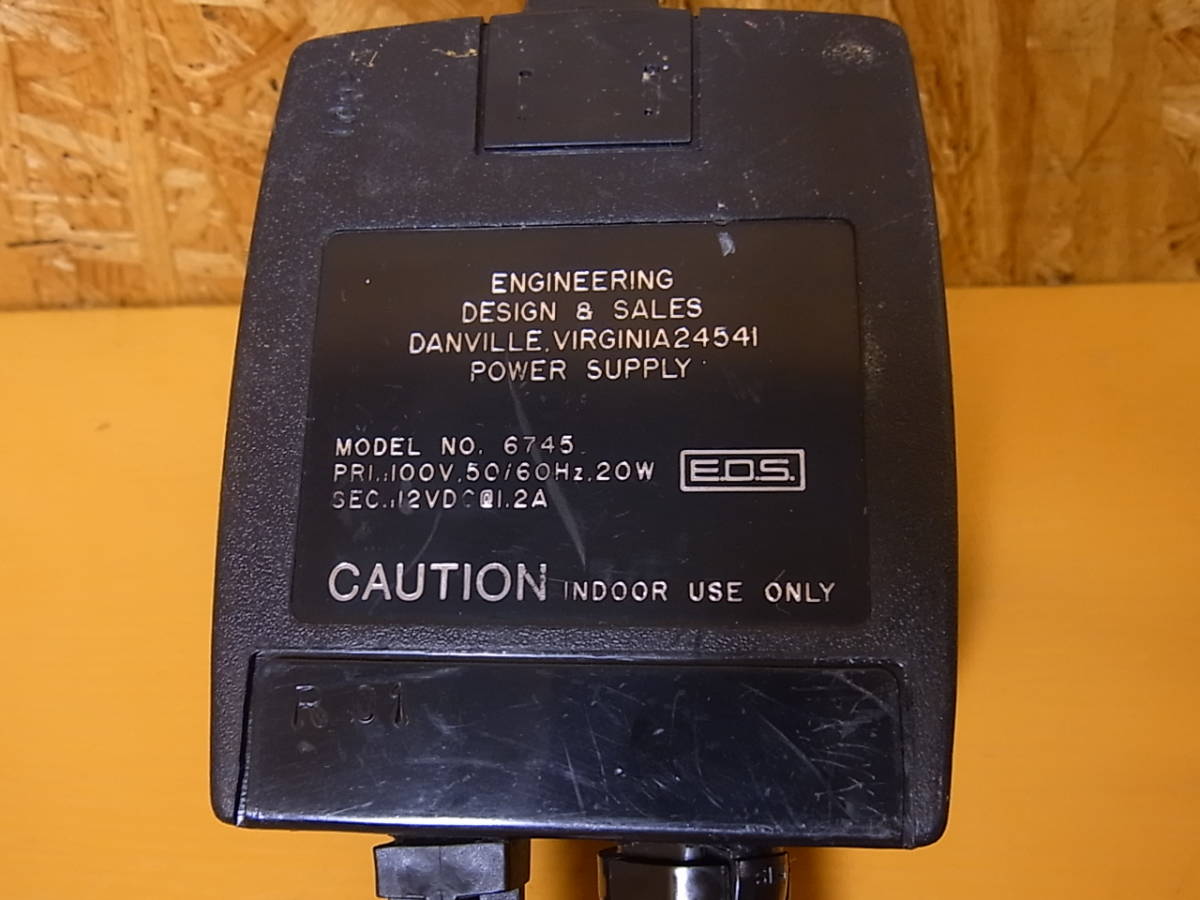 ENGINEERING
DESIGN & SALES
DANVILLE, VIRGINIA 24541
POWER SUPPLY
MODEL NO. 6745
PRI.:100V.50/60Hz.20W
SEC.:12VDC@1.2A
E.D.S.
CAUTION INDOOR USE ONLY
R 01